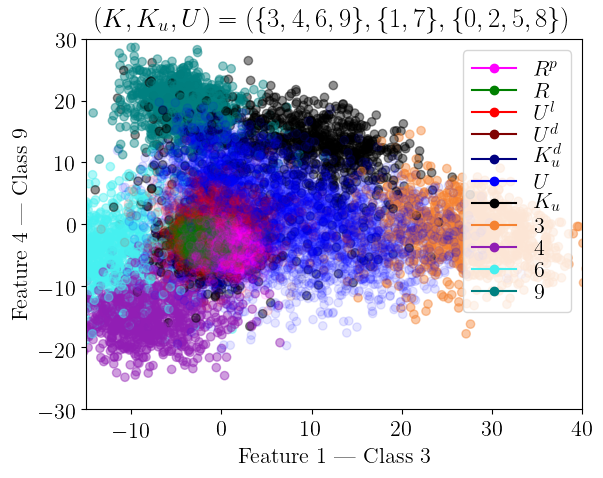 (K, K_u, U) = ({3, 4, 6, 9}, {1, 7}, {0, 2, 5, 8})
30
20
10
0
−10
−20
−30
Feature 4 — Class 9
R^p
R
U^l
U^d
K_u^d
U
K_u
3
4
6
9
−10
0
10
20
30
40
Feature 1 — Class 3